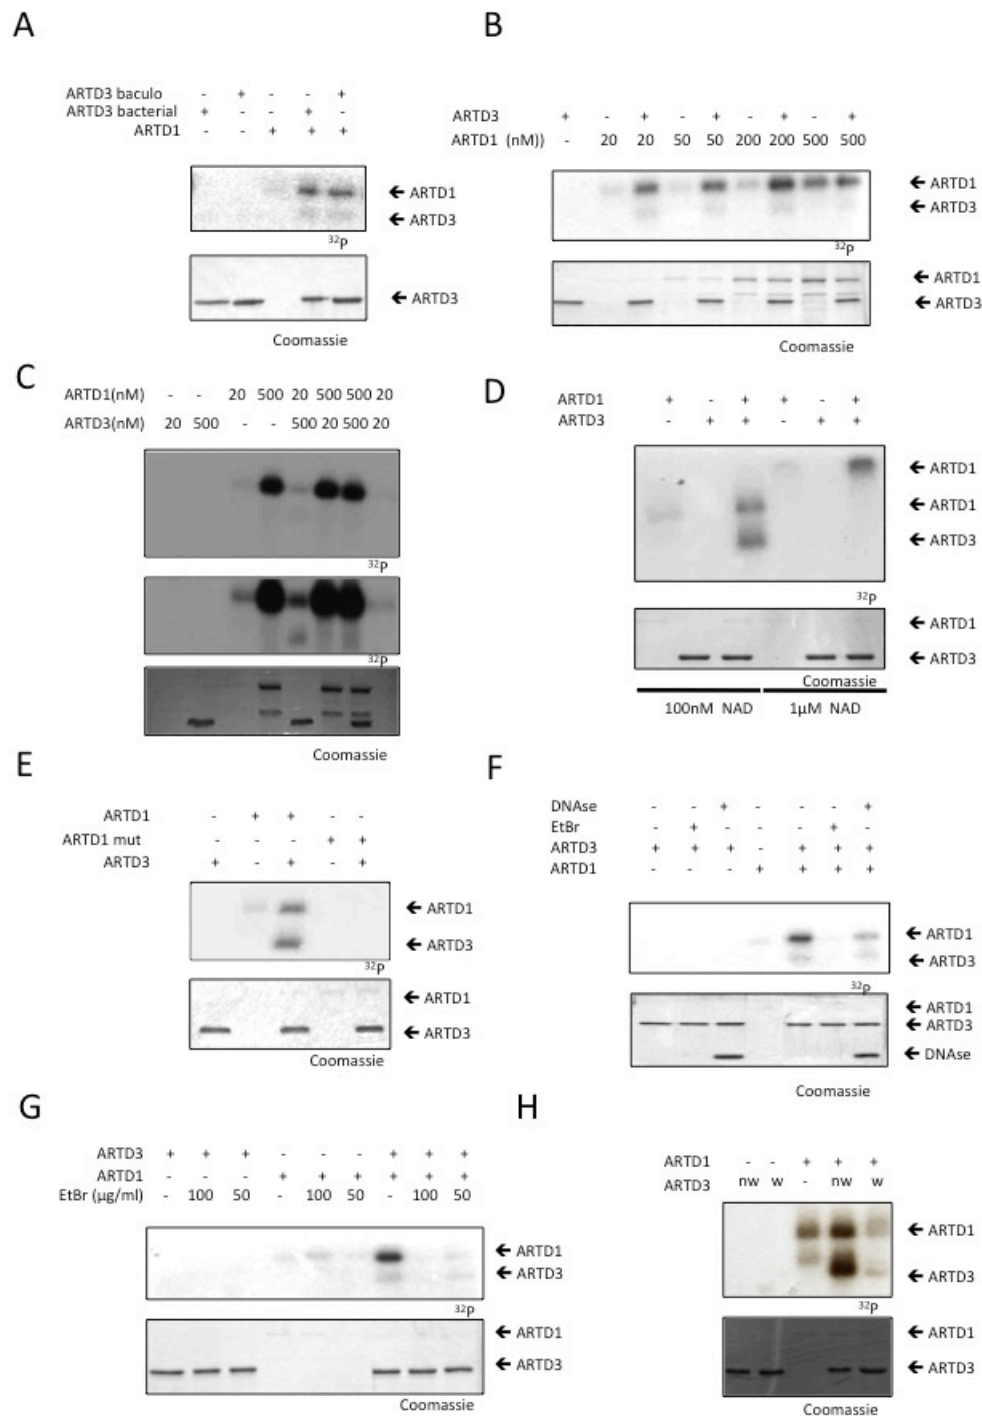 A
ARTD3 baculo - + - - +
ARTD3 bacterial + - - + -
ARTD1 - - + + +
← ARTD1
← ARTD3
32P
← ARTD3
Coomassie
B
ARTD3 + - + - + - + - +
ARTD1 (nM)) - 20 20 50 50 200 200 500 500
← ARTD1
← ARTD3
32P
← ARTD1
← ARTD3
Coomassie
C
ARTD1(nM) - - 20 500 20 500 500 20
ARTD3(nM) 20 500 - - 500 20 500 20
32P
32P
Coomassie
D
ARTD1 + - + + - +
ARTD3 - + + - + +
← ARTD1
← ARTD1
← ARTD3
32P
← ARTD1
← ARTD3
Coomassie
100nM NAD 1µM NAD
E
ARTD1 - + + - -
ARTD1 mut - - - + +
ARTD3 + - + - +
← ARTD1
← ARTD3
32P
← ARTD1
← ARTD3
Coomassie
F
DNAse - - + - - - +
EtBr - + - - - + -
ARTD3 + + + - + + +
ARTD1 - - - + + + +
← ARTD1
← ARTD3
32P
← ARTD1
← ARTD3
← DNAse
Coomassie
G
ARTD3 + + + - - - + + +
ARTD1 - - - + + + + + +
EtBr (µg/ml) - 100 50 - 100 50 - 100 50
← ARTD1
← ARTD3
32P
← ARTD1
← ARTD3
Coomassie
H
ARTD1 - - + + +
ARTD3 nw w - nw w
← ARTD1
← ARTD3
32P
← ARTD1
← ARTD3
Coomassie